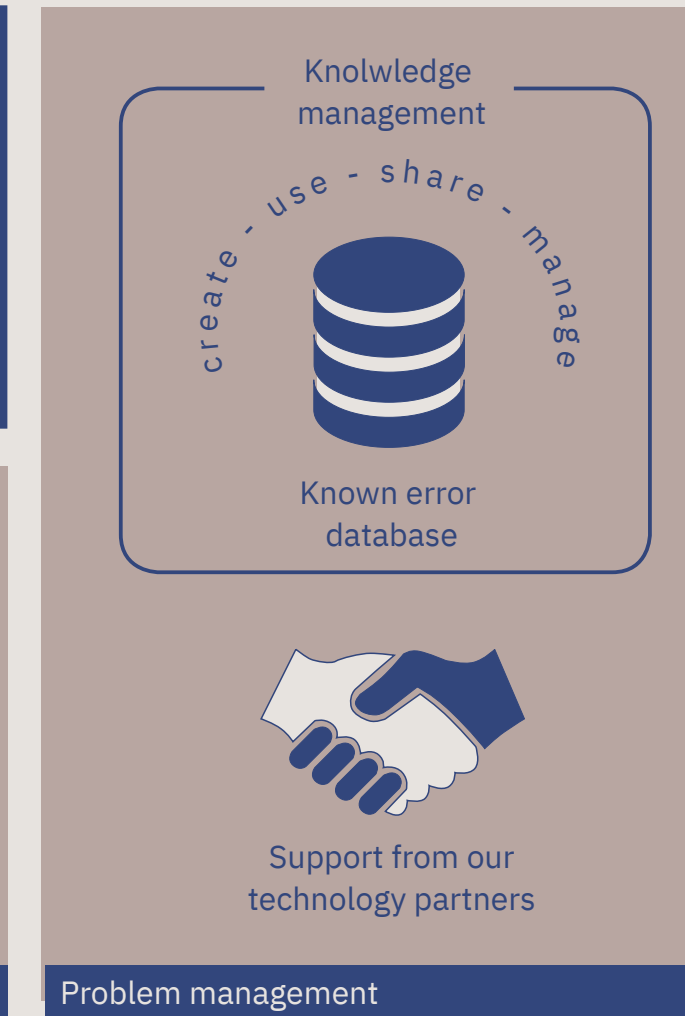 Knolwledge
management
create - use - share - manage
Known error
database
Support from our
technology partners
Problem management